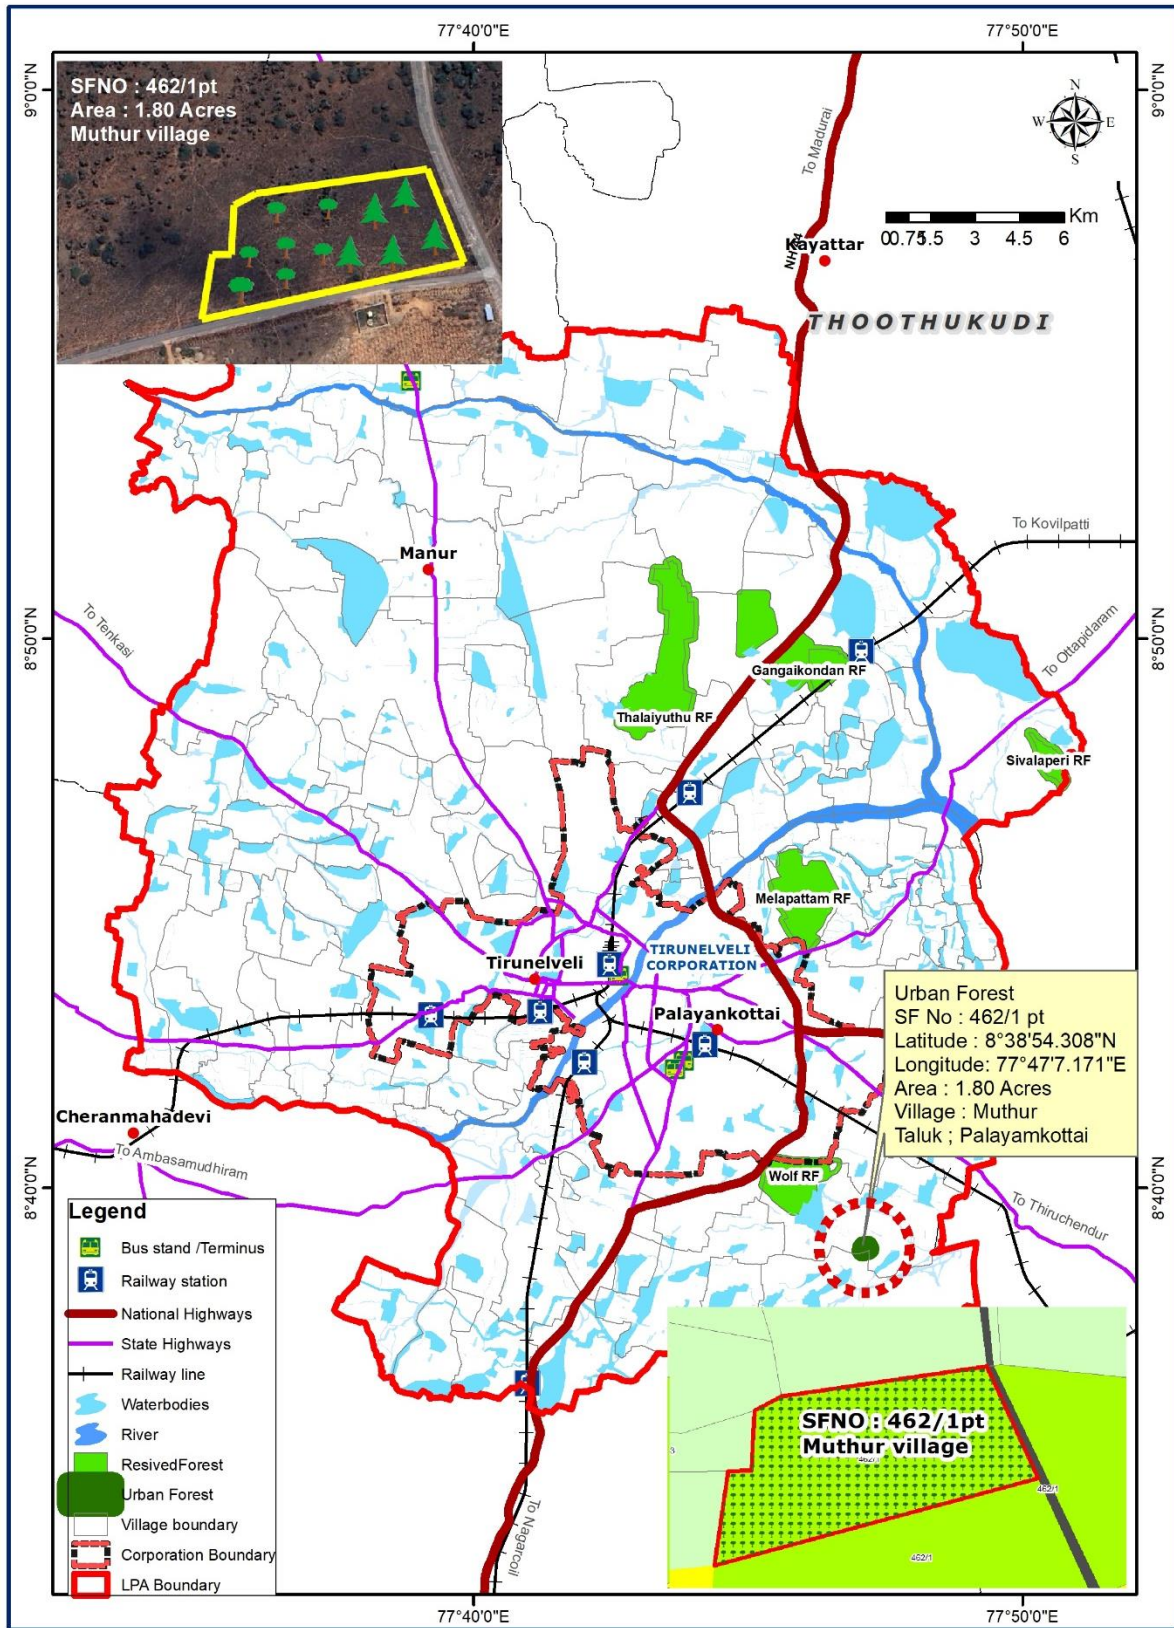 77°40'0"E
77°50'0"E
9°0'0"N
9°0'0"N
SFNO : 462/1pt
Area : 1.80 Acres
Muthur village
N
W
E
S
To Madurai
Km
0
0.75
1.5
3
4.5
6
Kayattar
THOOTHUKUDI
To Kovilpatti
Manur
To Tenkasi
8°50'0"N
8°50'0"N
To Ottapidaram
Gangaikondan RF
Thalaiyuthu RF
Sivalaperi RF
Melapattam RF
TIRUNELVELI
CORPORATION
Tirunelveli
Palayankottai
Urban Forest
SF No : 462/1 pt
Latitude : 8°38'54.308"N
Longitude: 77°47'7.171"E
Area : 1.80 Acres
Village : Muthur
Taluk ; Palayamkottai
Cheranmahadevi
To Ambasamudhiram
Wolf RF
8°40'0"N
8°40'0"N
To Thiruchendur
Legend
Bus stand /Terminus
Railway station
National Highways
State Highways
Railway line
Waterbodies
River
ResivedForest
Urban Forest
Village boundary
Corporation Boundary
LPA Boundary
SFNO : 462/1pt
Muthur village
462/1
462/1
To Nagarcoil
77°40'0"E
77°50'0"E